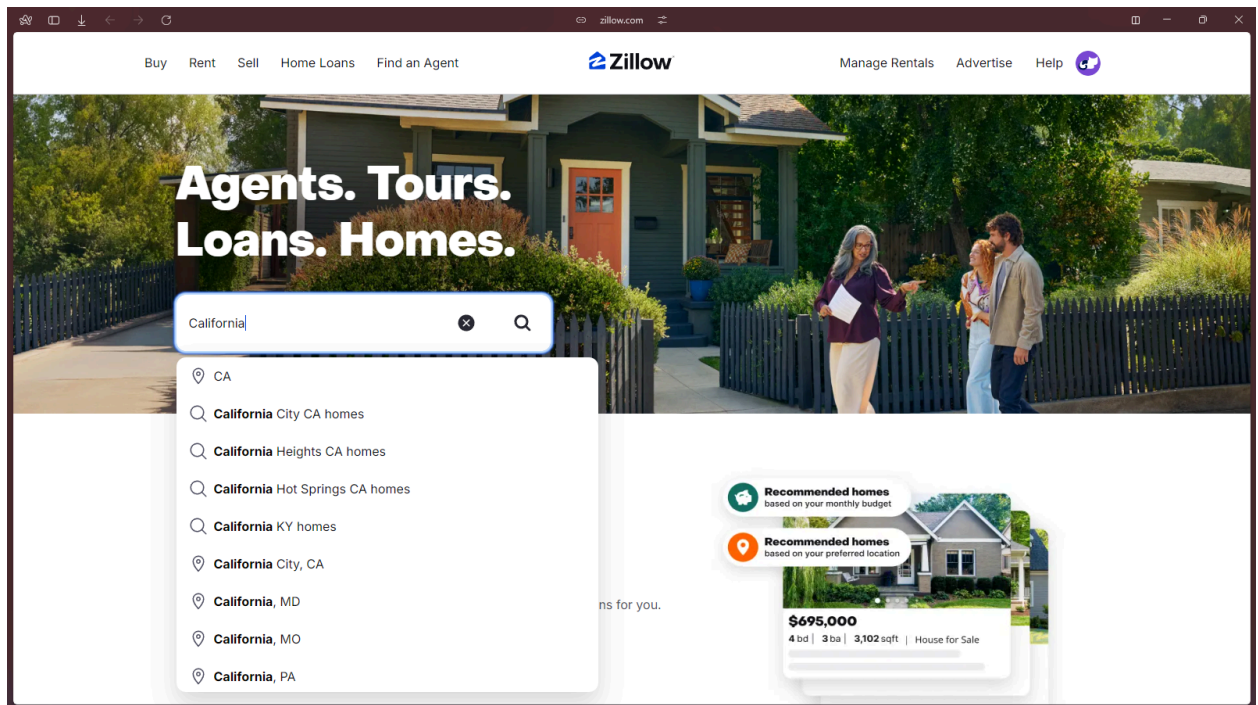 zillow.com
Buy Rent Sell Home Loans Find an Agent Zillow Manage Rentals Advertise Help
Agents. Tours.
Loans. Homes.
California
CA
California City CA homes
California Heights CA homes
California Hot Springs CA homes
California KY homes
California City, CA
California, MD
California, MO
California, PA
Recommended homes
based on your monthly budget
Recommended homes
based on your preferred location
ns for you.
$695,000
4 bd | 3 ba | 3,102 sqft | House for Sale